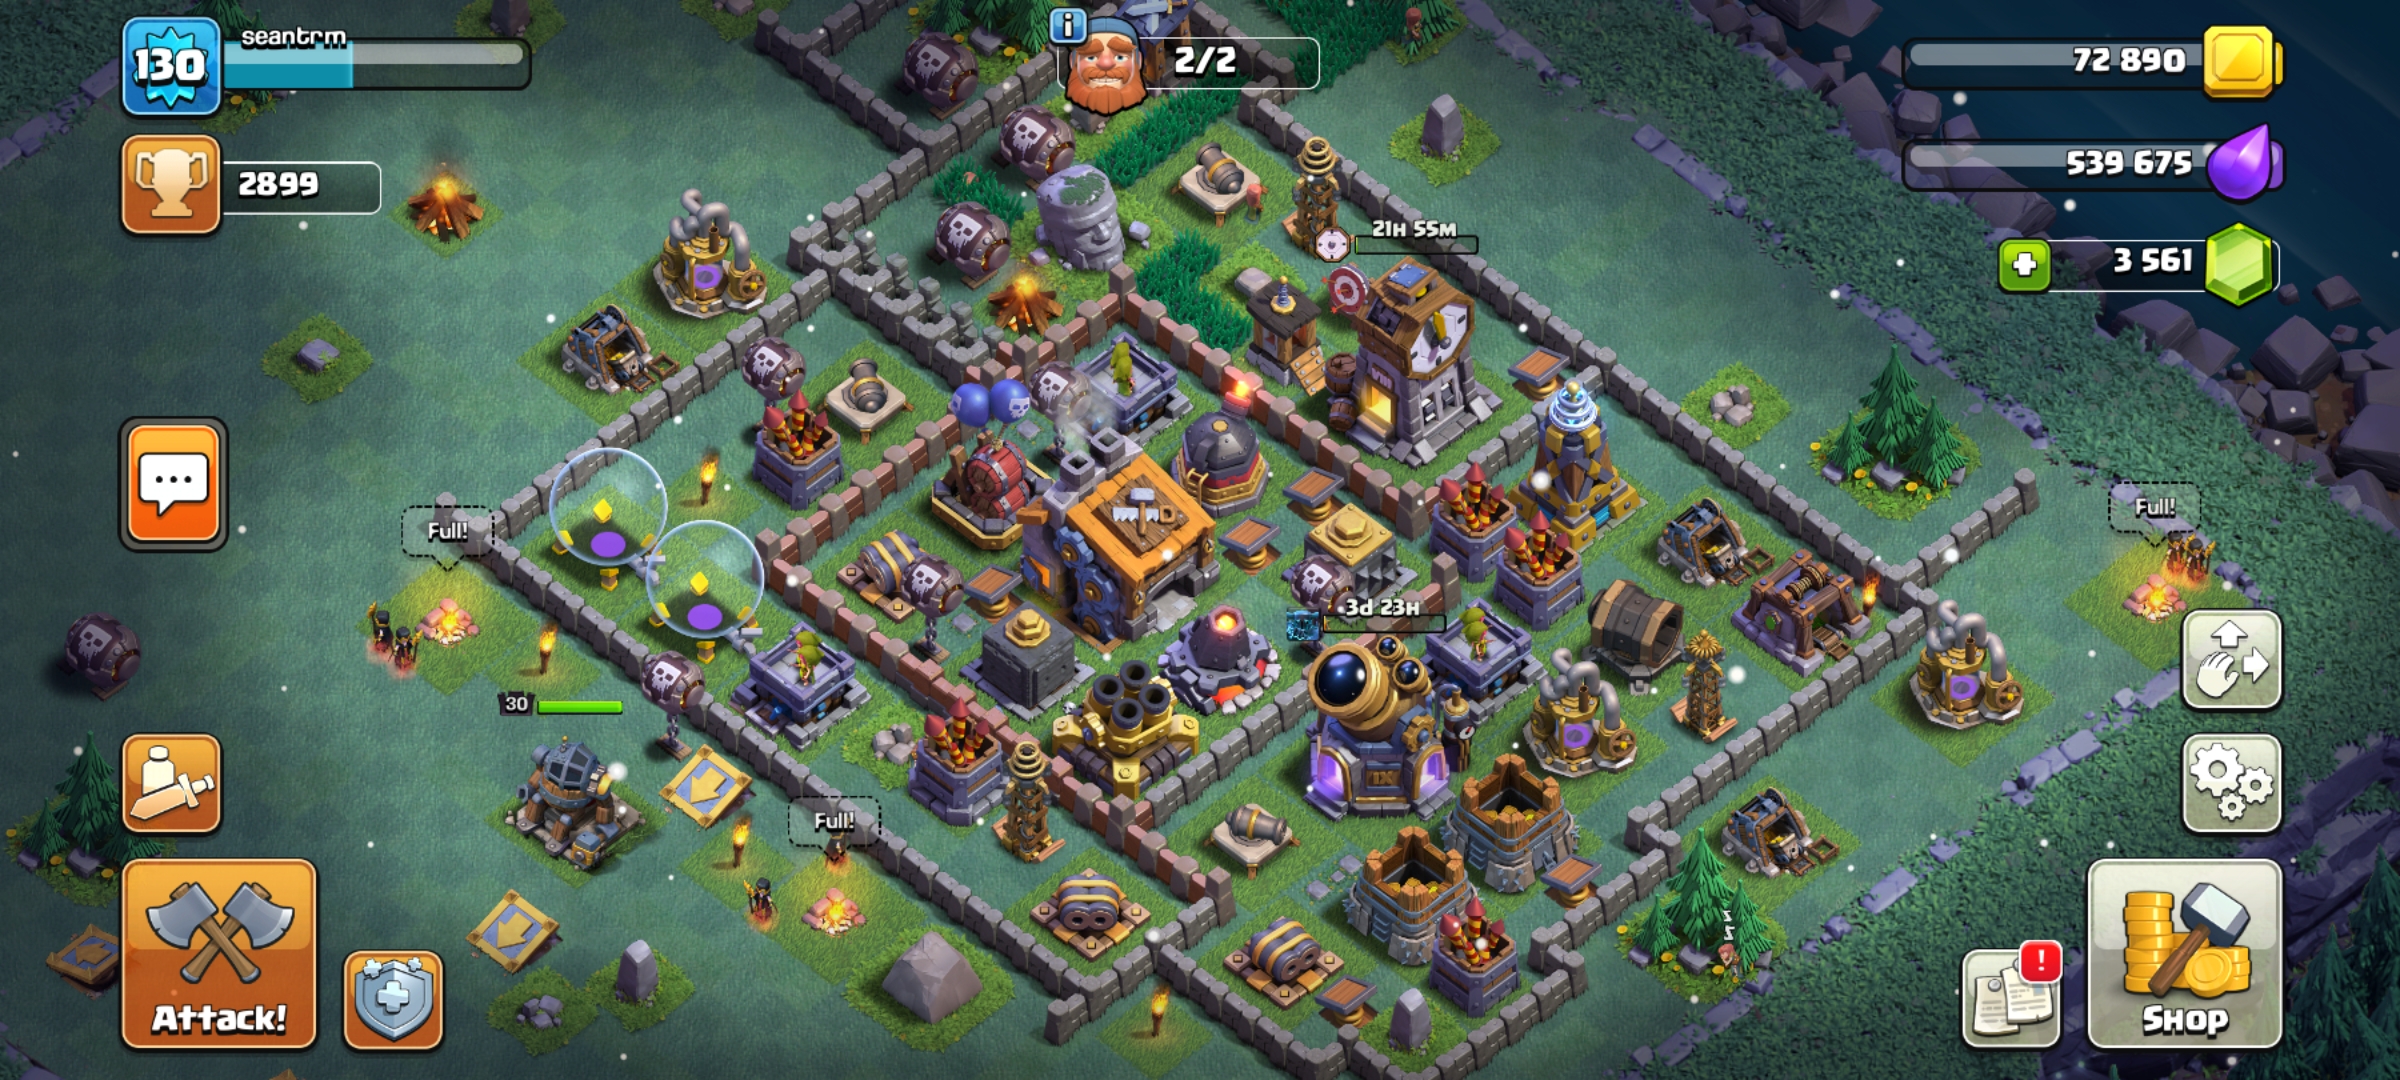 130
seantrm
2/2
72 890
2899
539 675
21H 55M
3 561
Full!
Full!
3d 23H
30
Full!
Attack!
!
Shop